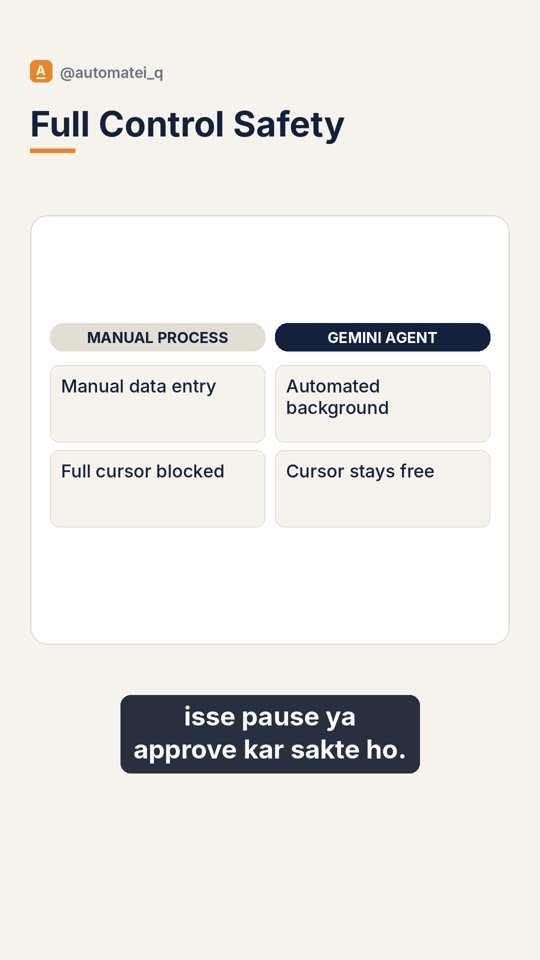 A
@automatei_q
Full Control Safety
MANUAL PROCESS
GEMINI AGENT
Manual data entry
Automated
background
Full cursor blocked
Cursor stays free
isse pause ya
approve kar sakte ho.